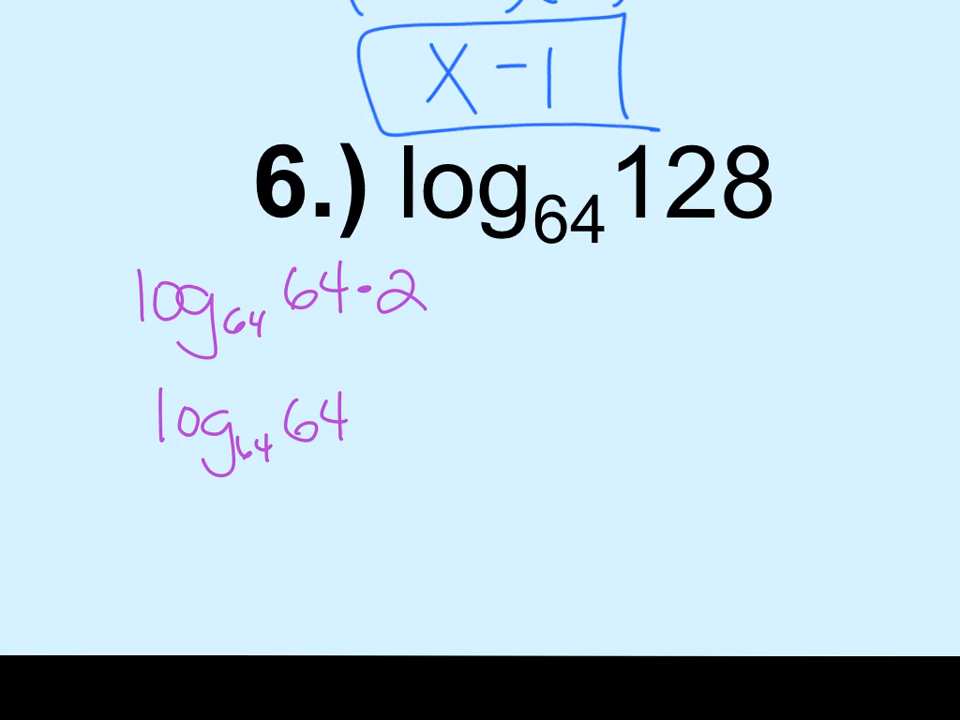 x - 1
6.) log₆₄128
log₆₄ 64 · 2
log₆₄ 64